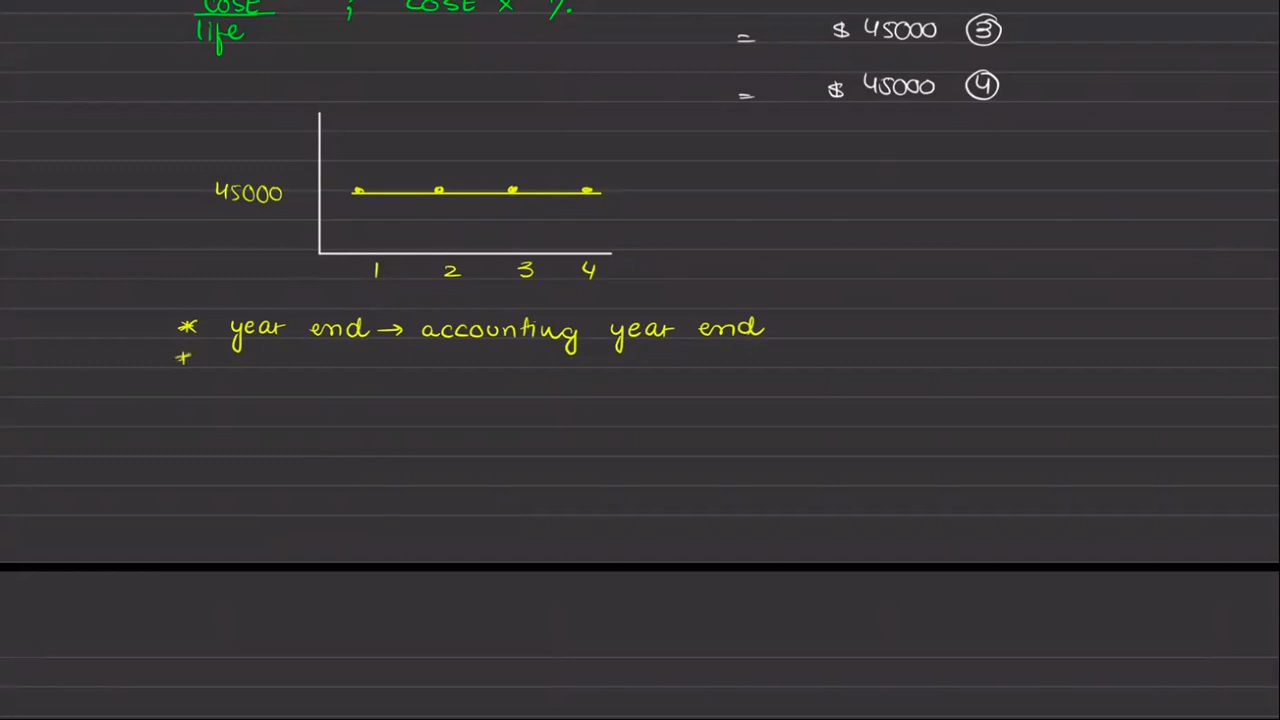 cost ; cost x %.
life
= $ 45000 3
= $ 45000 4
45000
1 2 3 4
* year end → accounting year end
*